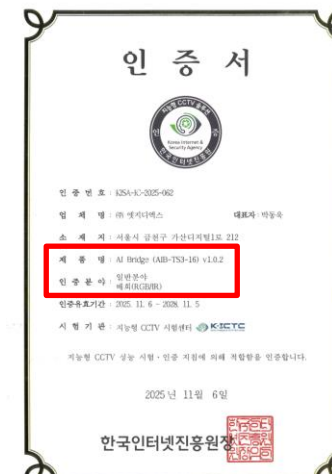 인 증 서
지능형 CCTV 솔루션
인 증
Korea Internet &
Security Agency
한국인터넷진흥원
인 증 번 호 : KISA-IC-2025-062
업 체 명 : ㈜ 엣지디엑스 대표자 : 박동욱
소 재 지 : 서울시 금천구 가산디지털1로 212
제 품 명 : AI Bridge (AIB-TS3-16) v1.0.2
인 증 분 야 : 일반분야
배회(RGB/IR)
인증유효기간 : 2025. 11. 6 ~ 2028. 11. 5
시 험 기 관 : 지능형 CCTV 시험센터 K-ICTC
지능형 CCTV 성능 시험·인증 지침에 의해 적합함을 인증합니다.
2025년 11월 6일
한국인터넷진흥원장